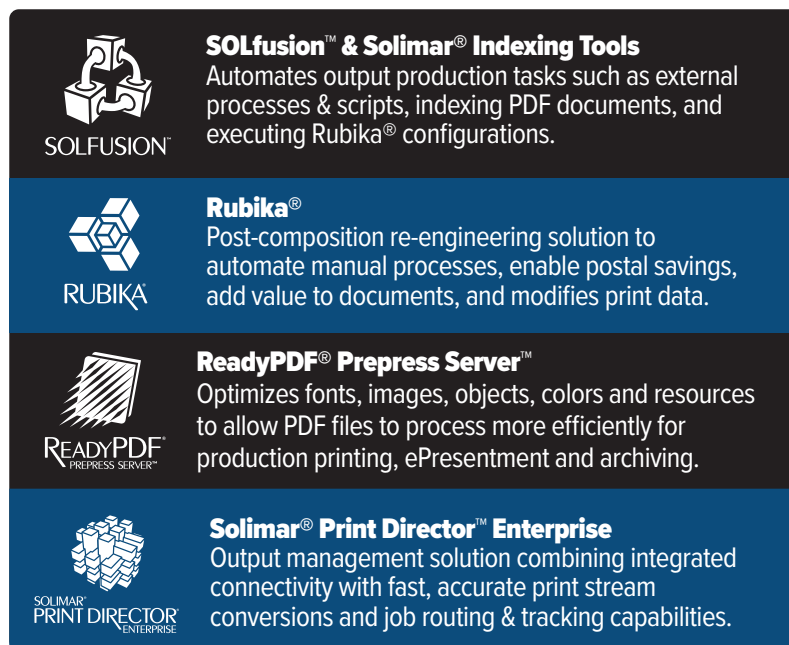 SOLFUSION™
SOLfusion™ & Solimar® Indexing Tools
Automates output production tasks such as external
processes & scripts, indexing PDF documents, and
executing Rubika® configurations.
RUBIKA®
Rubika®
Post-composition re-engineering solution to
automate manual processes, enable postal savings,
add value to documents, and modifies print data.
READYPDF®
PREPRESS SERVER™
ReadyPDF® Prepress Server™
Optimizes fonts, images, objects, colors and resources
to allow PDF files to process more efficiently for
production printing, ePresentment and archiving.
SOLIMAR®
PRINT DIRECTOR®
ENTERPRISE
Solimar® Print Director™ Enterprise
Output management solution combining integrated
connectivity with fast, accurate print stream
conversions and job routing & tracking capabilities.